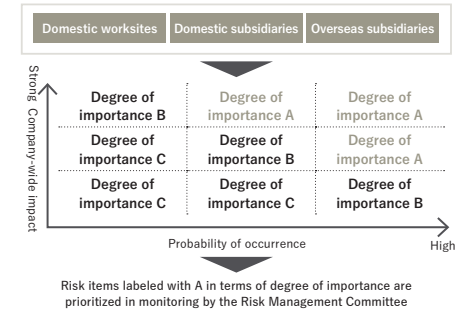 Domestic worksites Domestic subsidiaries Overseas subsidiaries
Strong Company-wide impact
Degree of importance B
Degree of importance A
Degree of importance A
Degree of importance C
Degree of importance B
Degree of importance A
Degree of importance C
Degree of importance C
Degree of importance B
Probability of occurrence
High
Risk items labeled with A in terms of degree of importance are
prioritized in monitoring by the Risk Management Committee